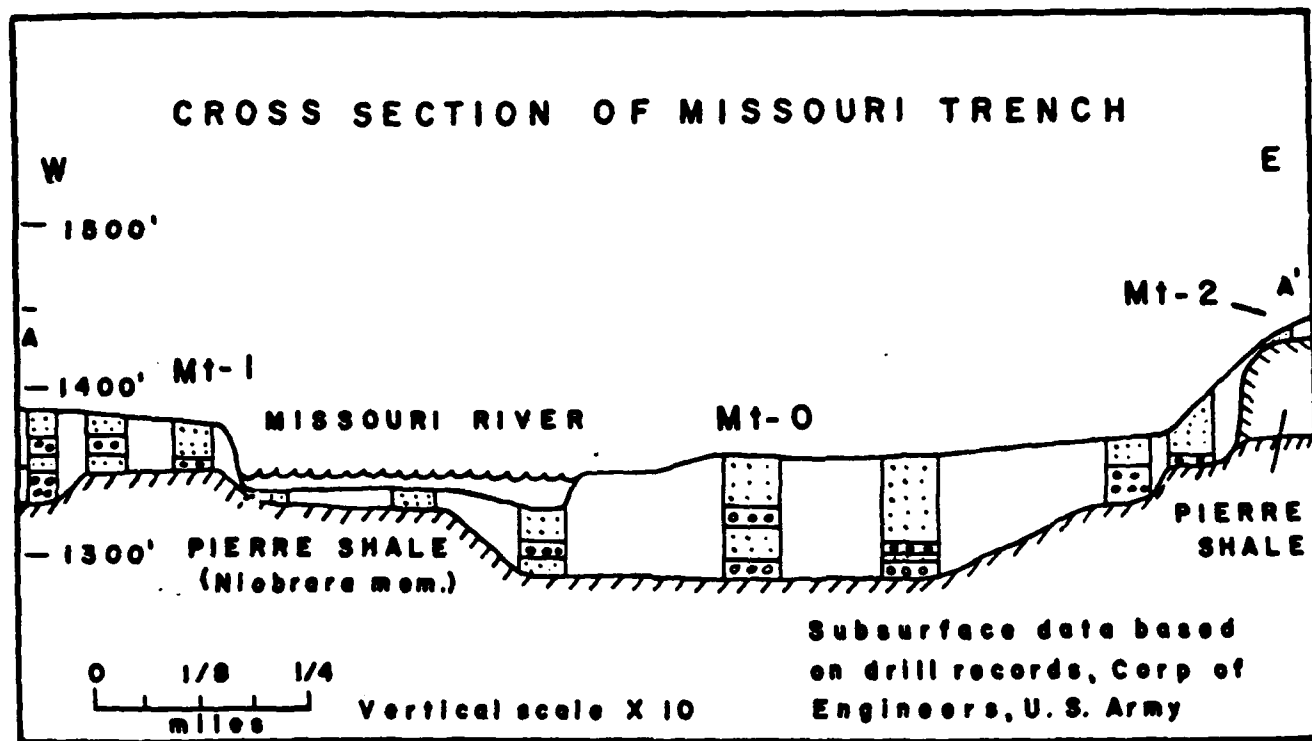 CROSS SECTION OF MISSOURI TRENCH
W
E
1500'
Mt-2
A'
A
Mt-1
1400'
MISSOURI RIVER
Mt-0
PIERRE SHALE
(Niobrara mem.)
1300'
PIERRE
SHALE
Subsurface data based
on drill records, Corp of
Engineers, U. S. Army
0 1/8 1/4
miles
Vertical scale X 10